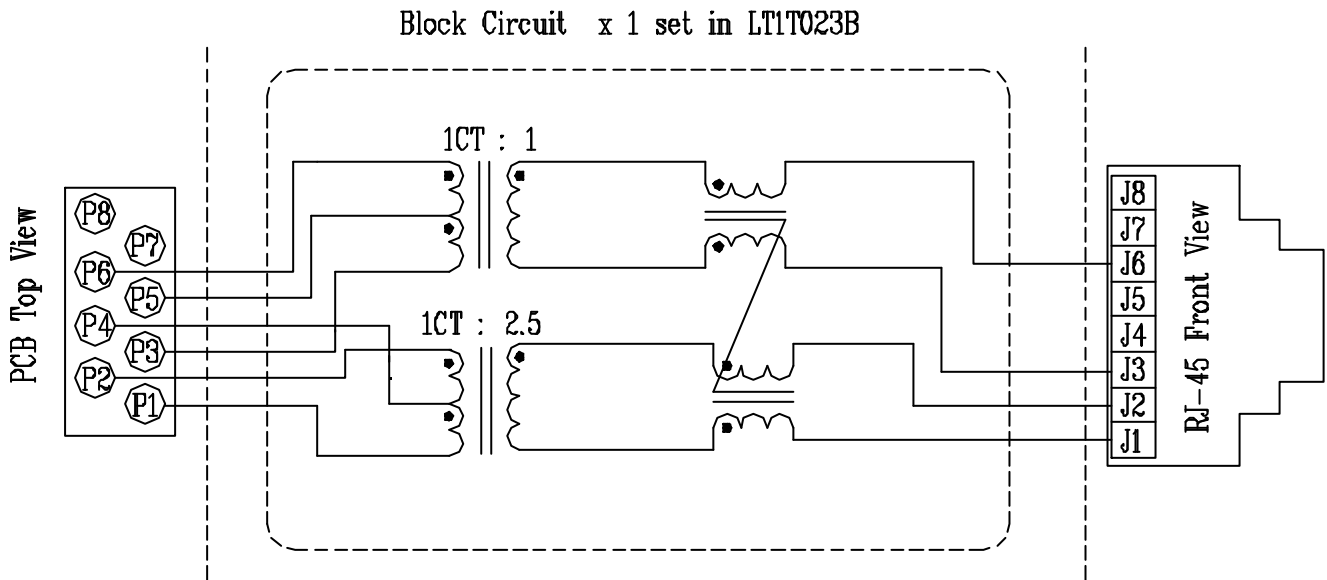 Block Circuit x 1 set in LT1T023B
PCB Top View
P8
P7
P6
P5
P4
P3
P2
P1
1CT : 1
1CT : 2.5
J8
J7
J6
J5
J4
J3
J2
J1
RJ-45 Front View